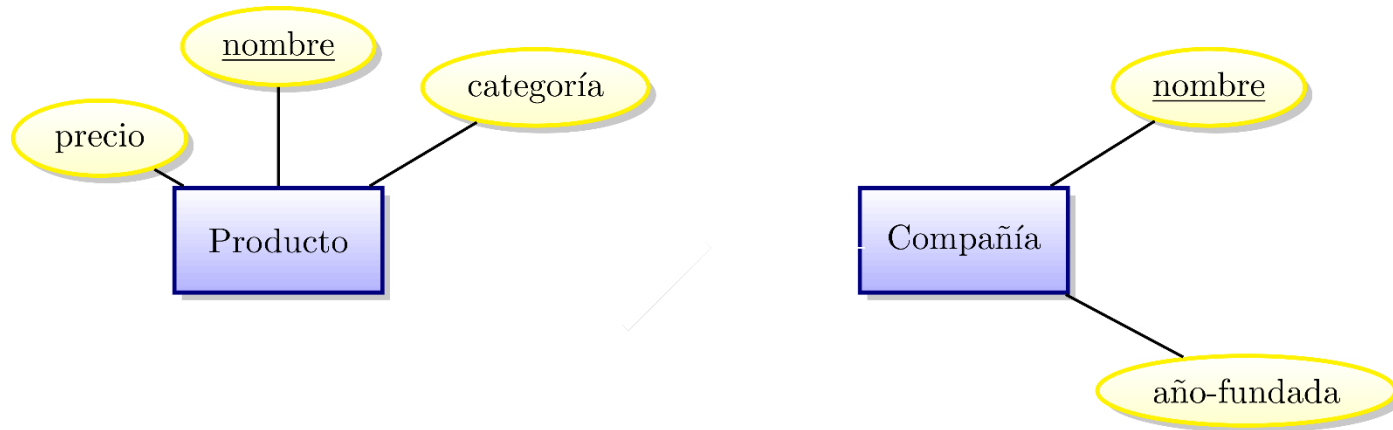 nombre
categoría
precio
Producto
nombre
Compañía
año-fundada